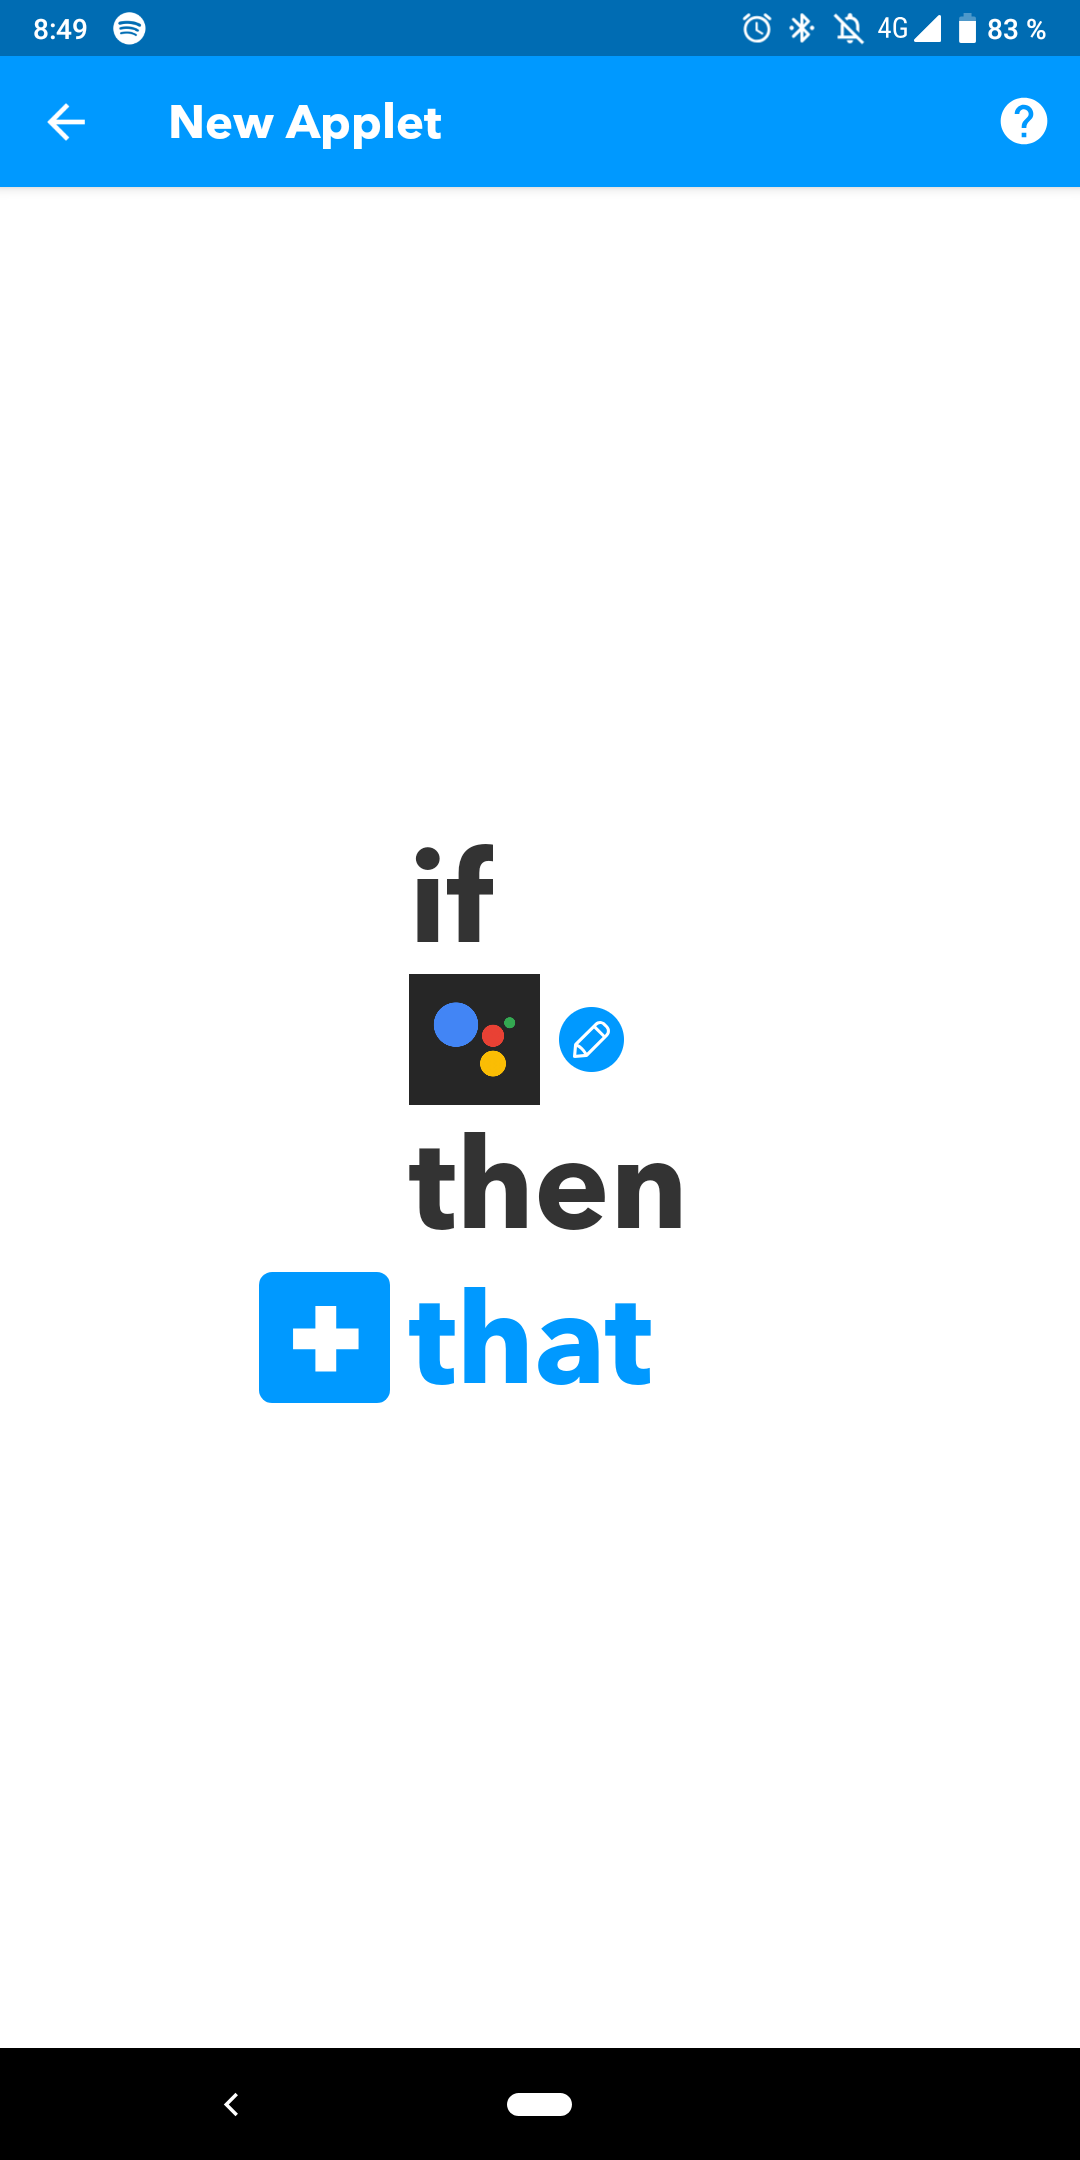 8:49 4G 83 %
New Applet
if
then
that